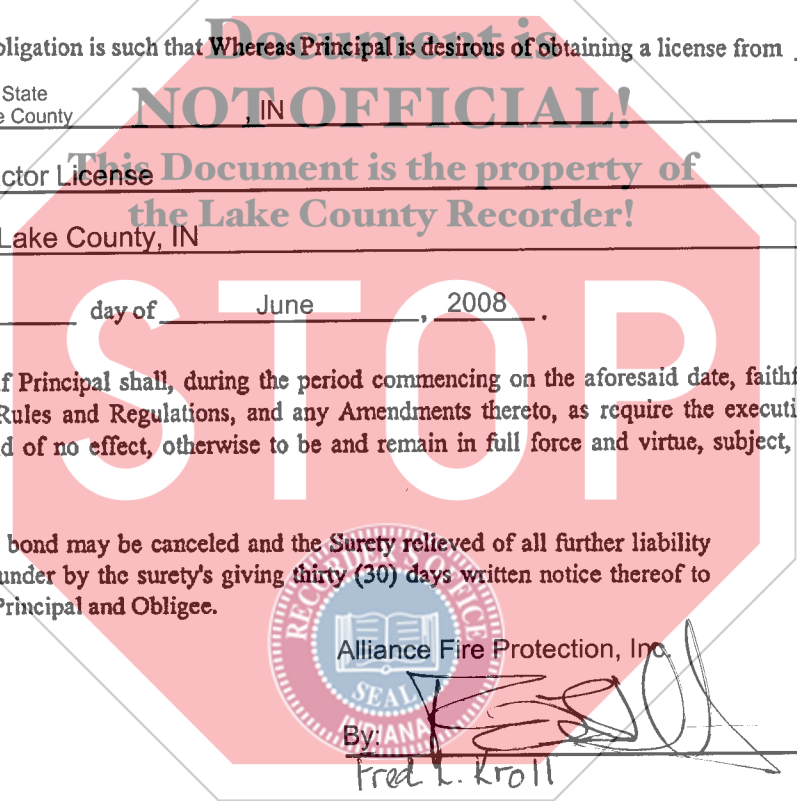 Document is
bligation is such that Whereas Principal is desirous of obtaining a license from
State
e County , IN
NOT OFFICIAL!
This Document is the property of
ctor License
the Lake County Recorder!
Lake County, IN
STOP
day of June , 2008 .
f Principal shall, during the period commencing on the aforesaid date, faithf
Rules and Regulations, and any Amendments thereto, as require the executi
d of no effect, otherwise to be and remain in full force and virtue, subject,
bond may be canceled and the Surety relieved of all further liability
under by the surety's giving thirty (30) days written notice thereof to
Principal and Obligee.
RECORDER'S OFFICE
SEAL
INDIANA
Alliance Fire Protection, Inc.
By:
Fred L. Kroll